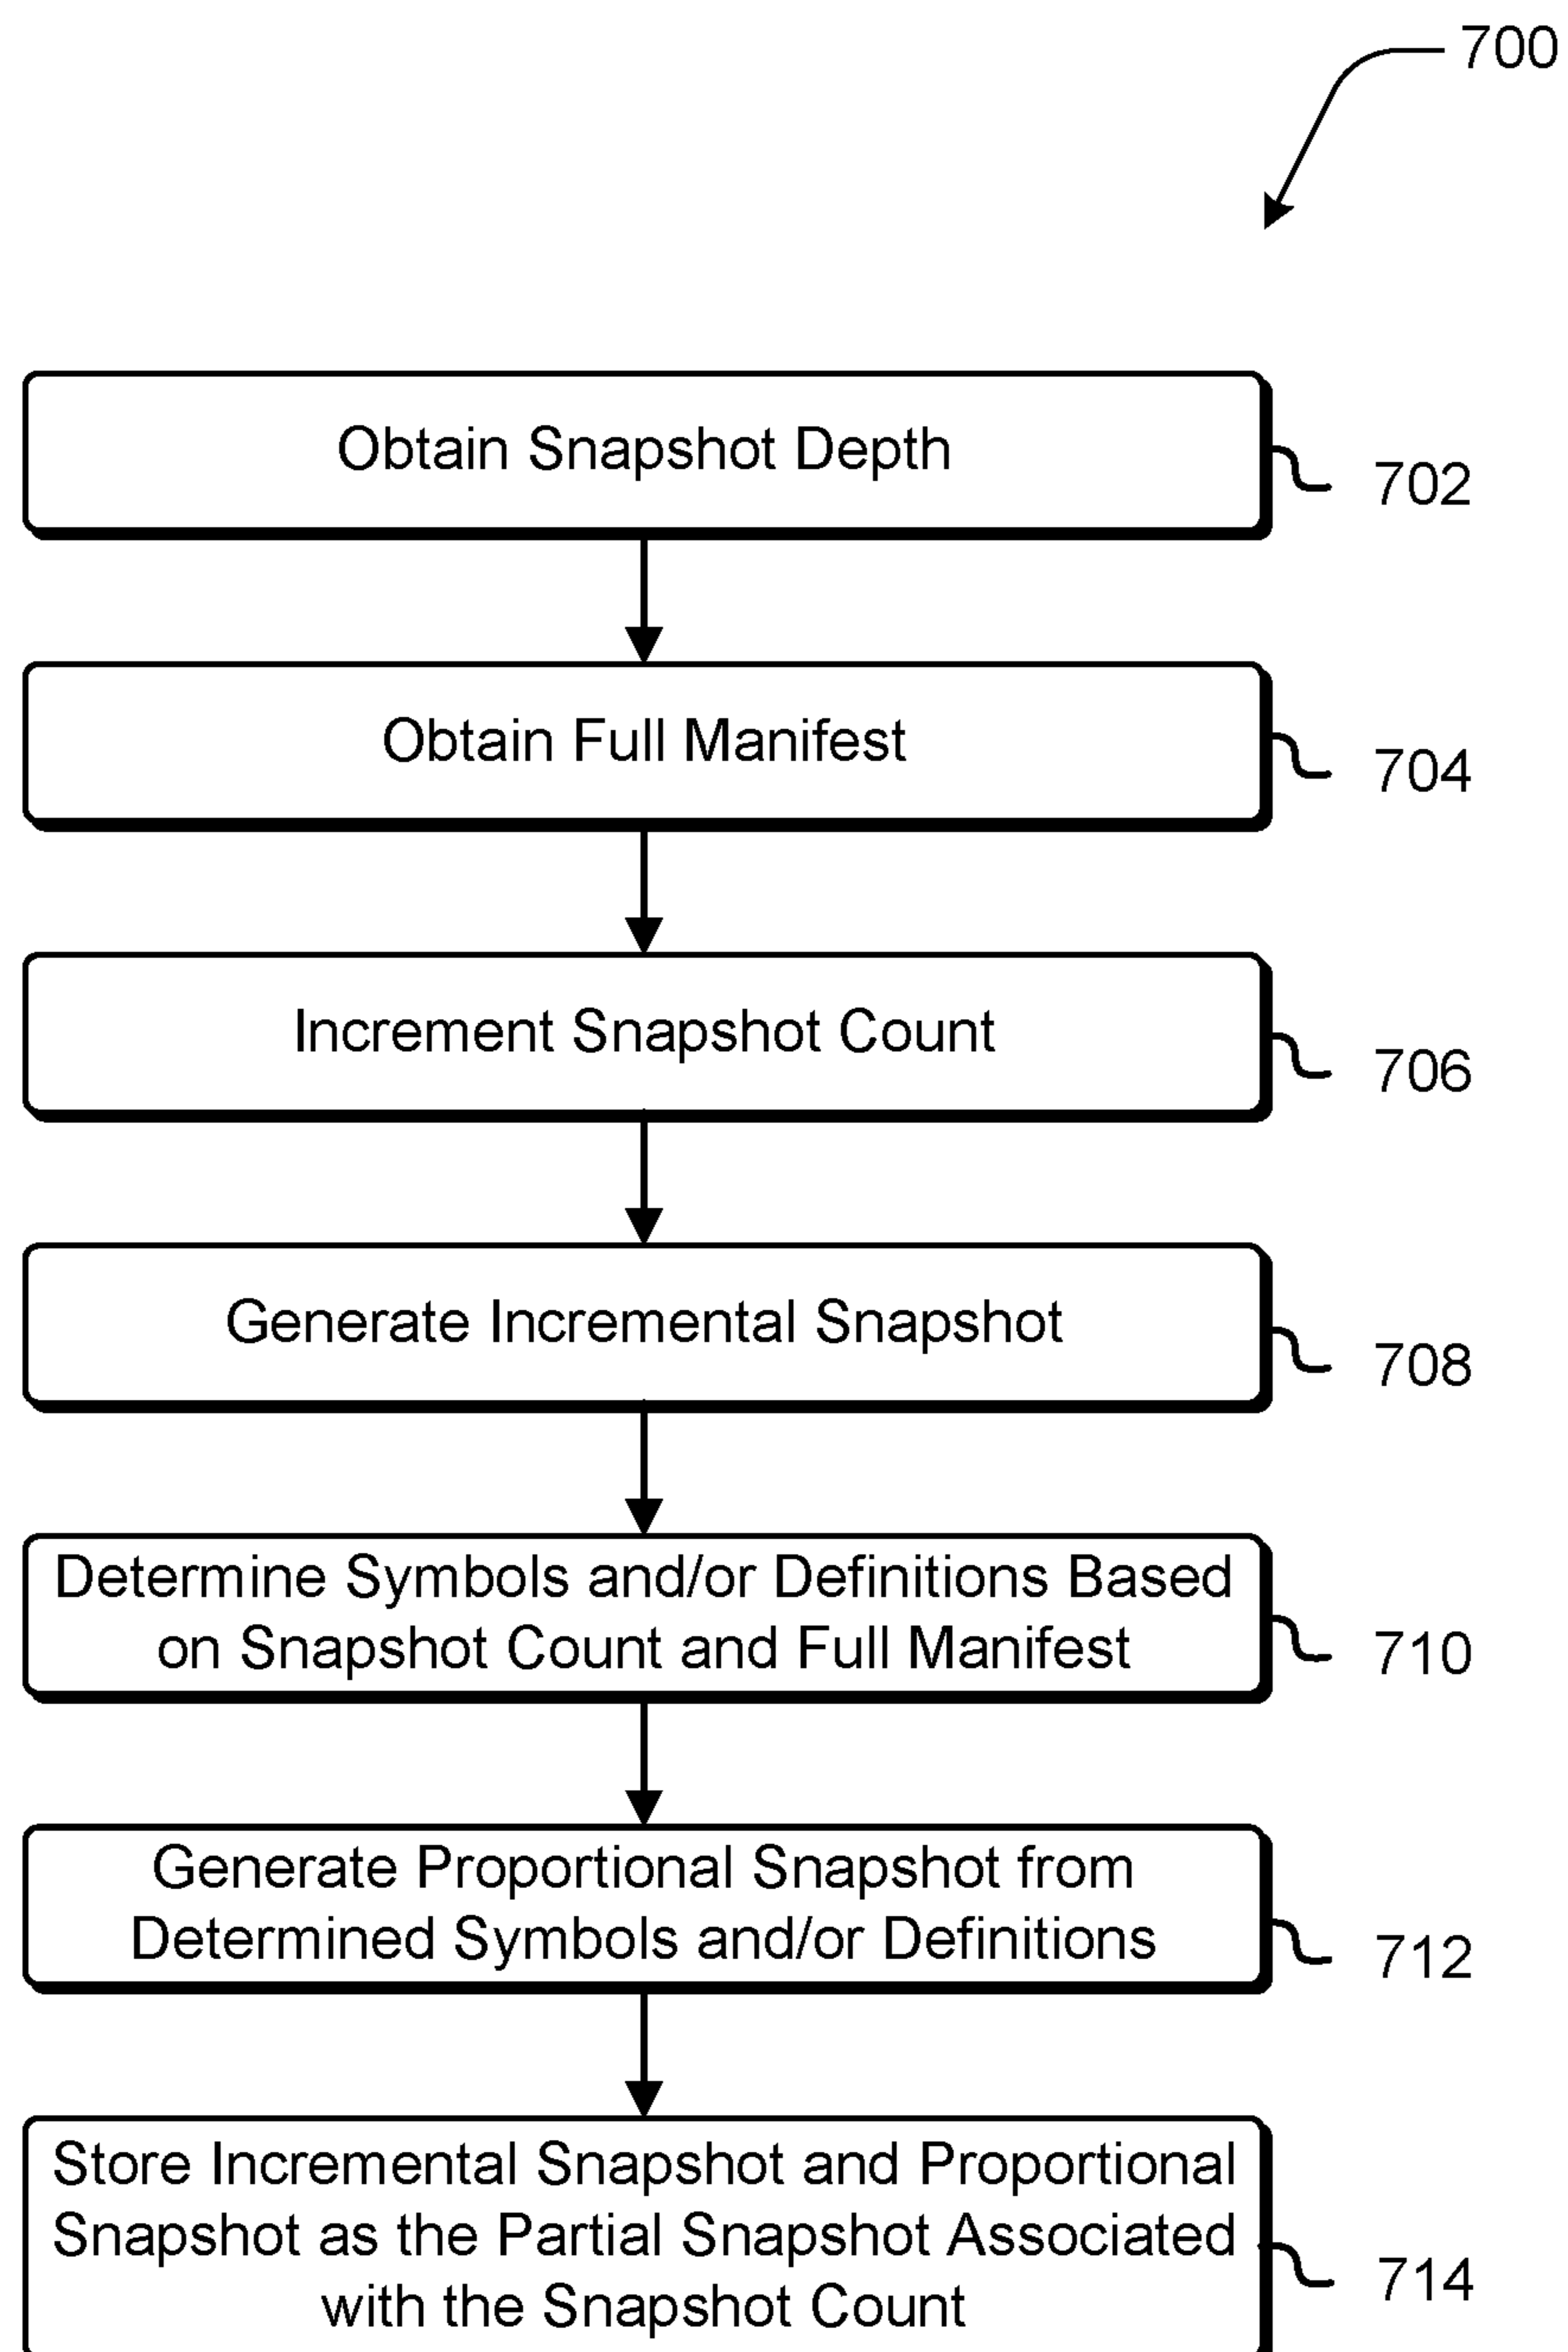 700
Obtain Snapshot Depth
702
Obtain Full Manifest
704
Increment Snapshot Count
706
Generate Incremental Snapshot
708
Determine Symbols and/or Definitions Based
on Snapshot Count and Full Manifest
710
Generate Proportional Snapshot from
Determined Symbols and/or Definitions
712
Store Incremental Snapshot and Proportional
Snapshot as the Partial Snapshot Associated
with the Snapshot Count
714